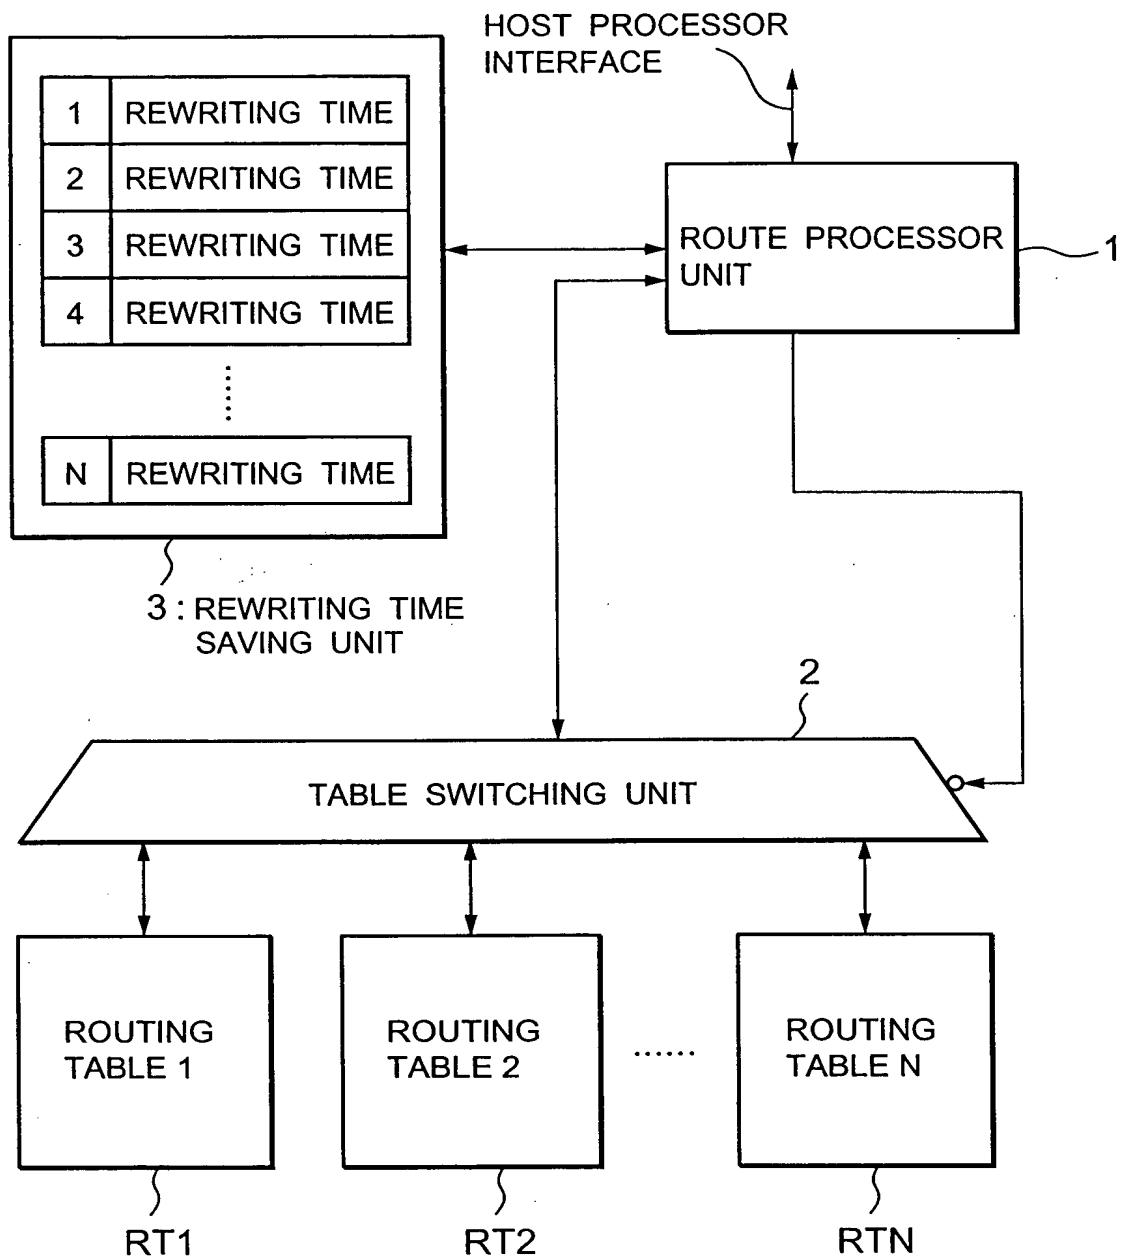 HOST PROCESSOR
INTERFACE
1 REWRITING TIME
2 REWRITING TIME
3 REWRITING TIME
4 REWRITING TIME
N REWRITING TIME
ROUTE PROCESSOR
UNIT
1
3 : REWRITING TIME
SAVING UNIT
2
TABLE SWITCHING UNIT
ROUTING
TABLE 1
ROUTING
TABLE 2
ROUTING
TABLE N
RT1
RT2
RTN